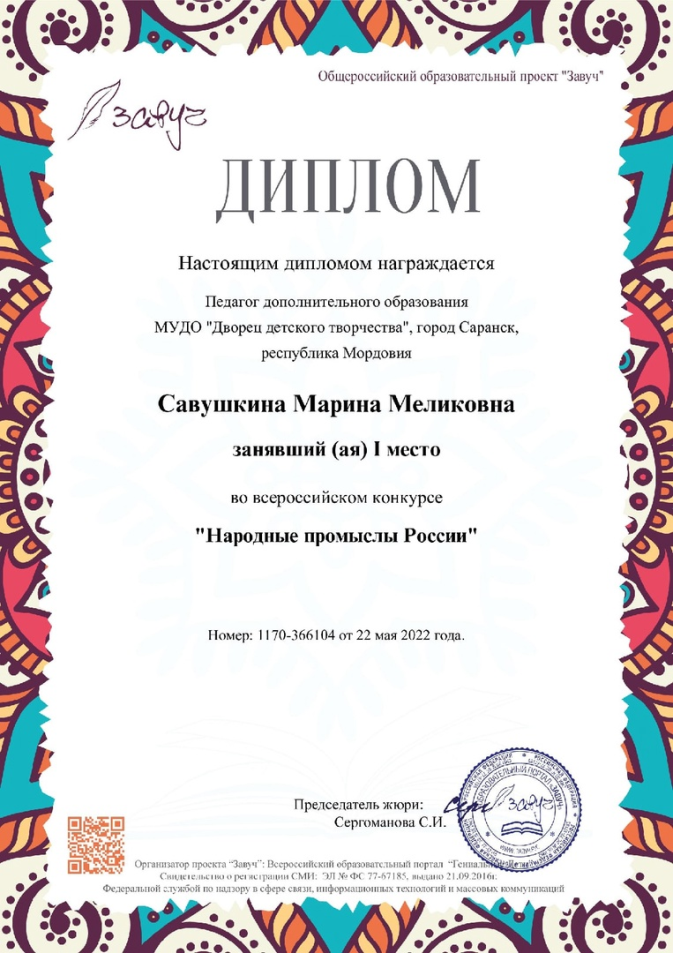 Общероссийский образовательный проект "Завуч"
завуч
ДИПЛОМ
Настоящим дипломом награждается
Педагог дополнительного образования
МУДО "Дворец детского творчества", город Саранск,
республика Мордовия
Савушкина Марина Меликовна
занявший (ая) I место
во всероссийском конкурсе
"Народные промыслы России"
Номер: 1170-366104 от 22 мая 2022 года.
Председатель жюри:
Сергоманова С.И.
завуч
Организатор проекта “Завуч”: Всероссийский образовательный портал
Свидетельство о регистрации СМИ: ЭЛ № ФС 77-67185, выдано 21.09.2016г.
Федеральной службой по надзору в сфере связи, информационных технологий и массовых коммуникаций